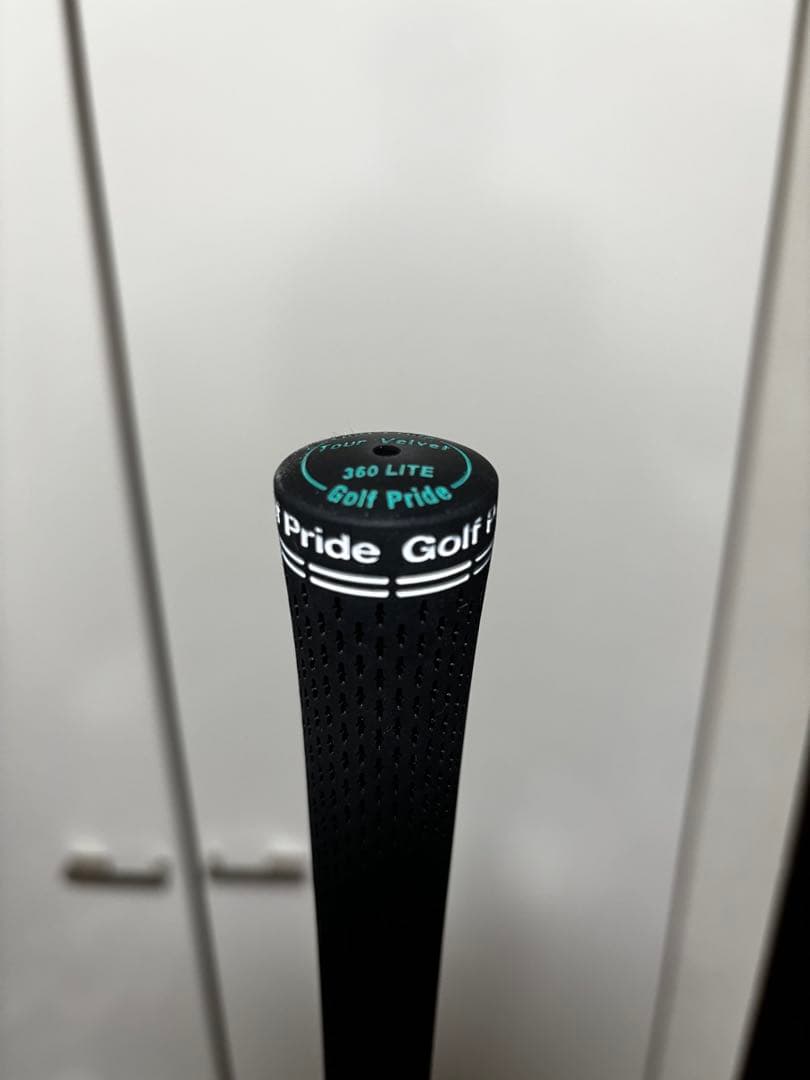 Tour Velvet
360 LITE
Golf Pride
Pride Golf